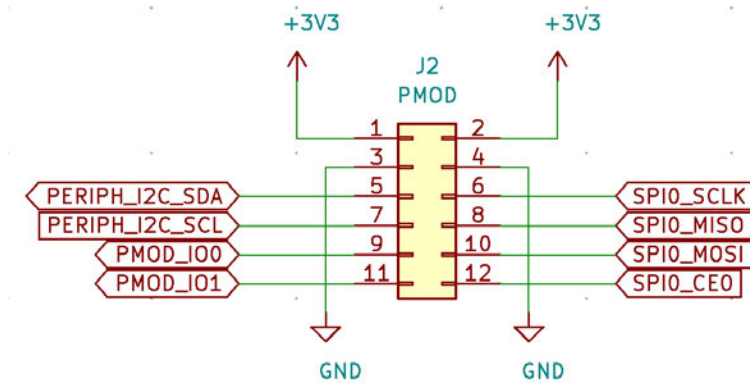 +3V3 +3V3
J2
PMOD
1 2
3 4
PERIPH_I2C_SDA 5 6 SPI0_SCLK
PERIPH_I2C_SCL 7 8 SPI0_MISO
PMOD_IO0 9 10 SPI0_MOSI
PMOD_IO1 11 12 SPI0_CE0
GND GND